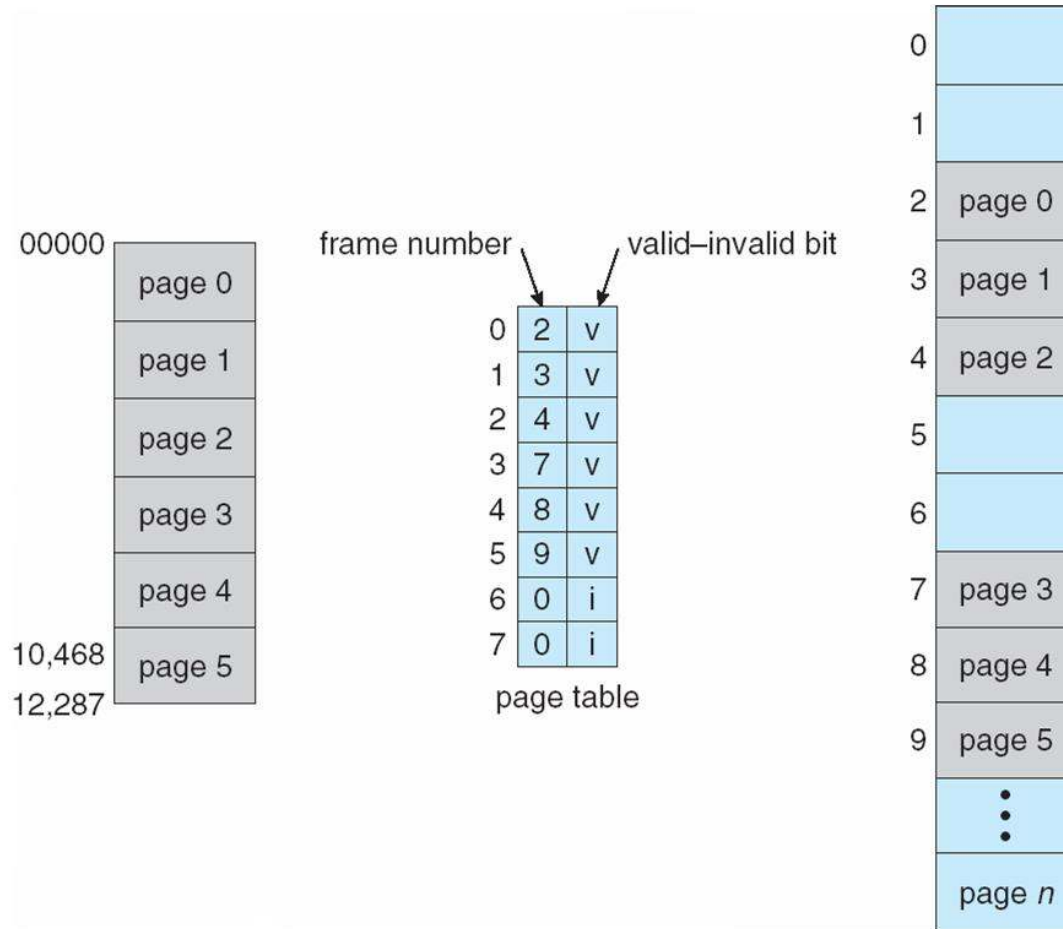 00000
page 0
page 1
page 2
page 3
page 4
10,468
page 5
12,287
frame number
valid–invalid bit
0 2 v
1 3 v
2 4 v
3 7 v
4 8 v
5 9 v
6 0 i
7 0 i
page table
0
1
2 page 0
3 page 1
4 page 2
5
6
7 page 3
8 page 4
9 page 5
page n